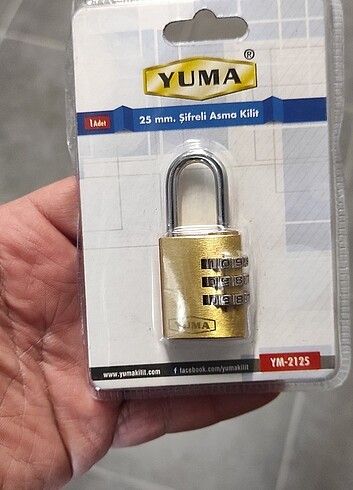 YUMA®
1 Adet
25 mm. Şifreli Asma Kilit
YUMA
www.yumakilit.com
facebook.com/yumakilit
YM-2125